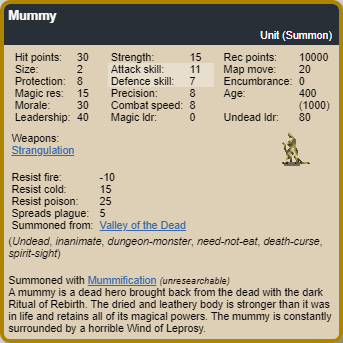 Mummy
Unit (Summon)
Hit points: 30 Strength: 15 Rec points: 10000
Size: 2 Attack skill: 11 Map move: 20
Protection: 8 Defence skill: 7 Encumbrance: 0
Magic res: 15 Precision: 8 Age: 400
Morale: 30 Combat speed: 8 (1000)
Leadership: 40 Magic ldr: 0 Undead ldr: 80
Weapons:
Strangulation
Resist fire: -10
Resist cold: 15
Resist poison: 25
Spreads plague: 5
Summoned from: Valley of the Dead
(Undead, inanimate, dungeon-monster, need-not-eat, death-curse,
spirit-sight)
Summoned with Mummification (unresearchable)
A mummy is a dead hero brought back from the dead with the dark
Ritual of Rebirth. The dried and leathery body is stronger than it was
in life and retains all of its magical powers. The mummy is constantly
surrounded by a horrible Wind of Leprosy.